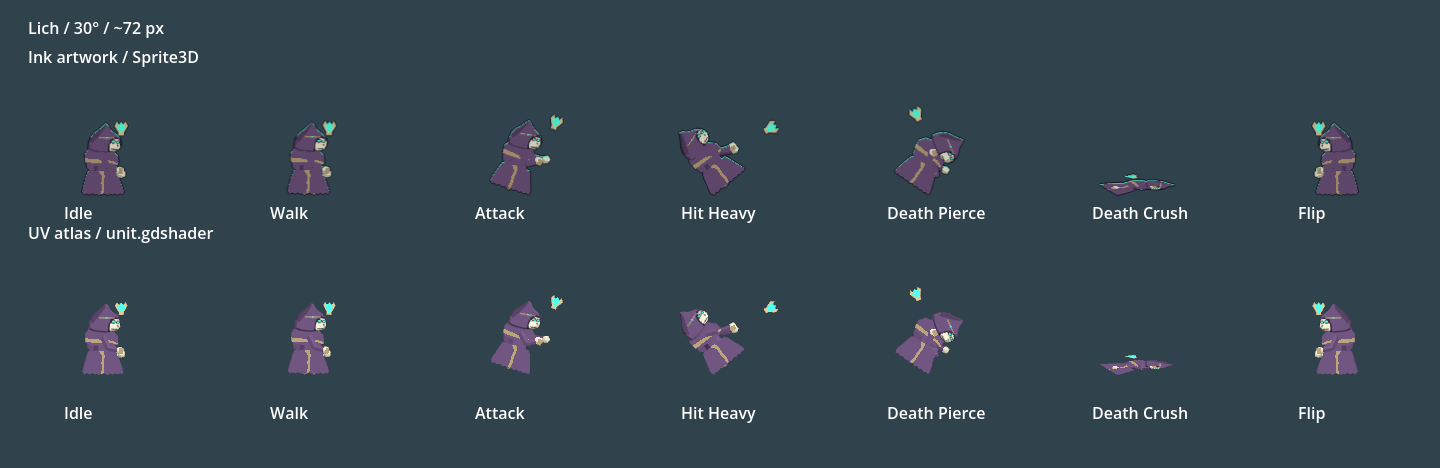 Lich / 30° / ~72 px
Ink artwork / Sprite3D
Idle Walk Attack Hit Heavy Death Pierce Death Crush Flip
UV atlas / unit.gdshader
Idle Walk Attack Hit Heavy Death Pierce Death Crush Flip